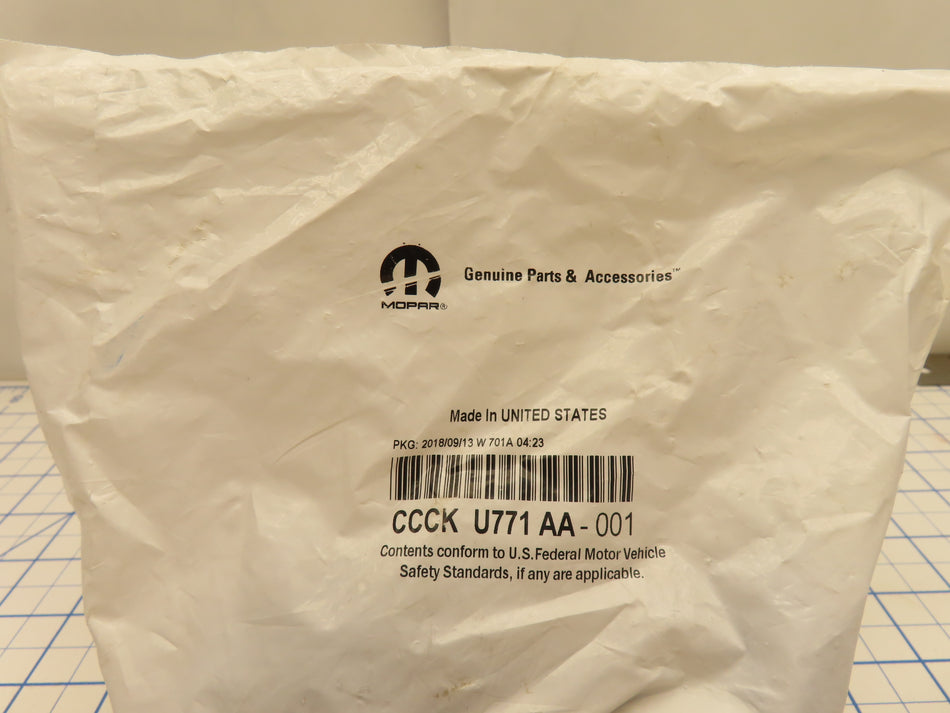 MOPAR®
Genuine Parts & Accessories™
Made In UNITED STATES
PKG: 2018/09/13 W 701A 04:23
CCCK U771 AA - 001
Contents conform to U.S. Federal Motor Vehicle
Safety Standards, if any are applicable.